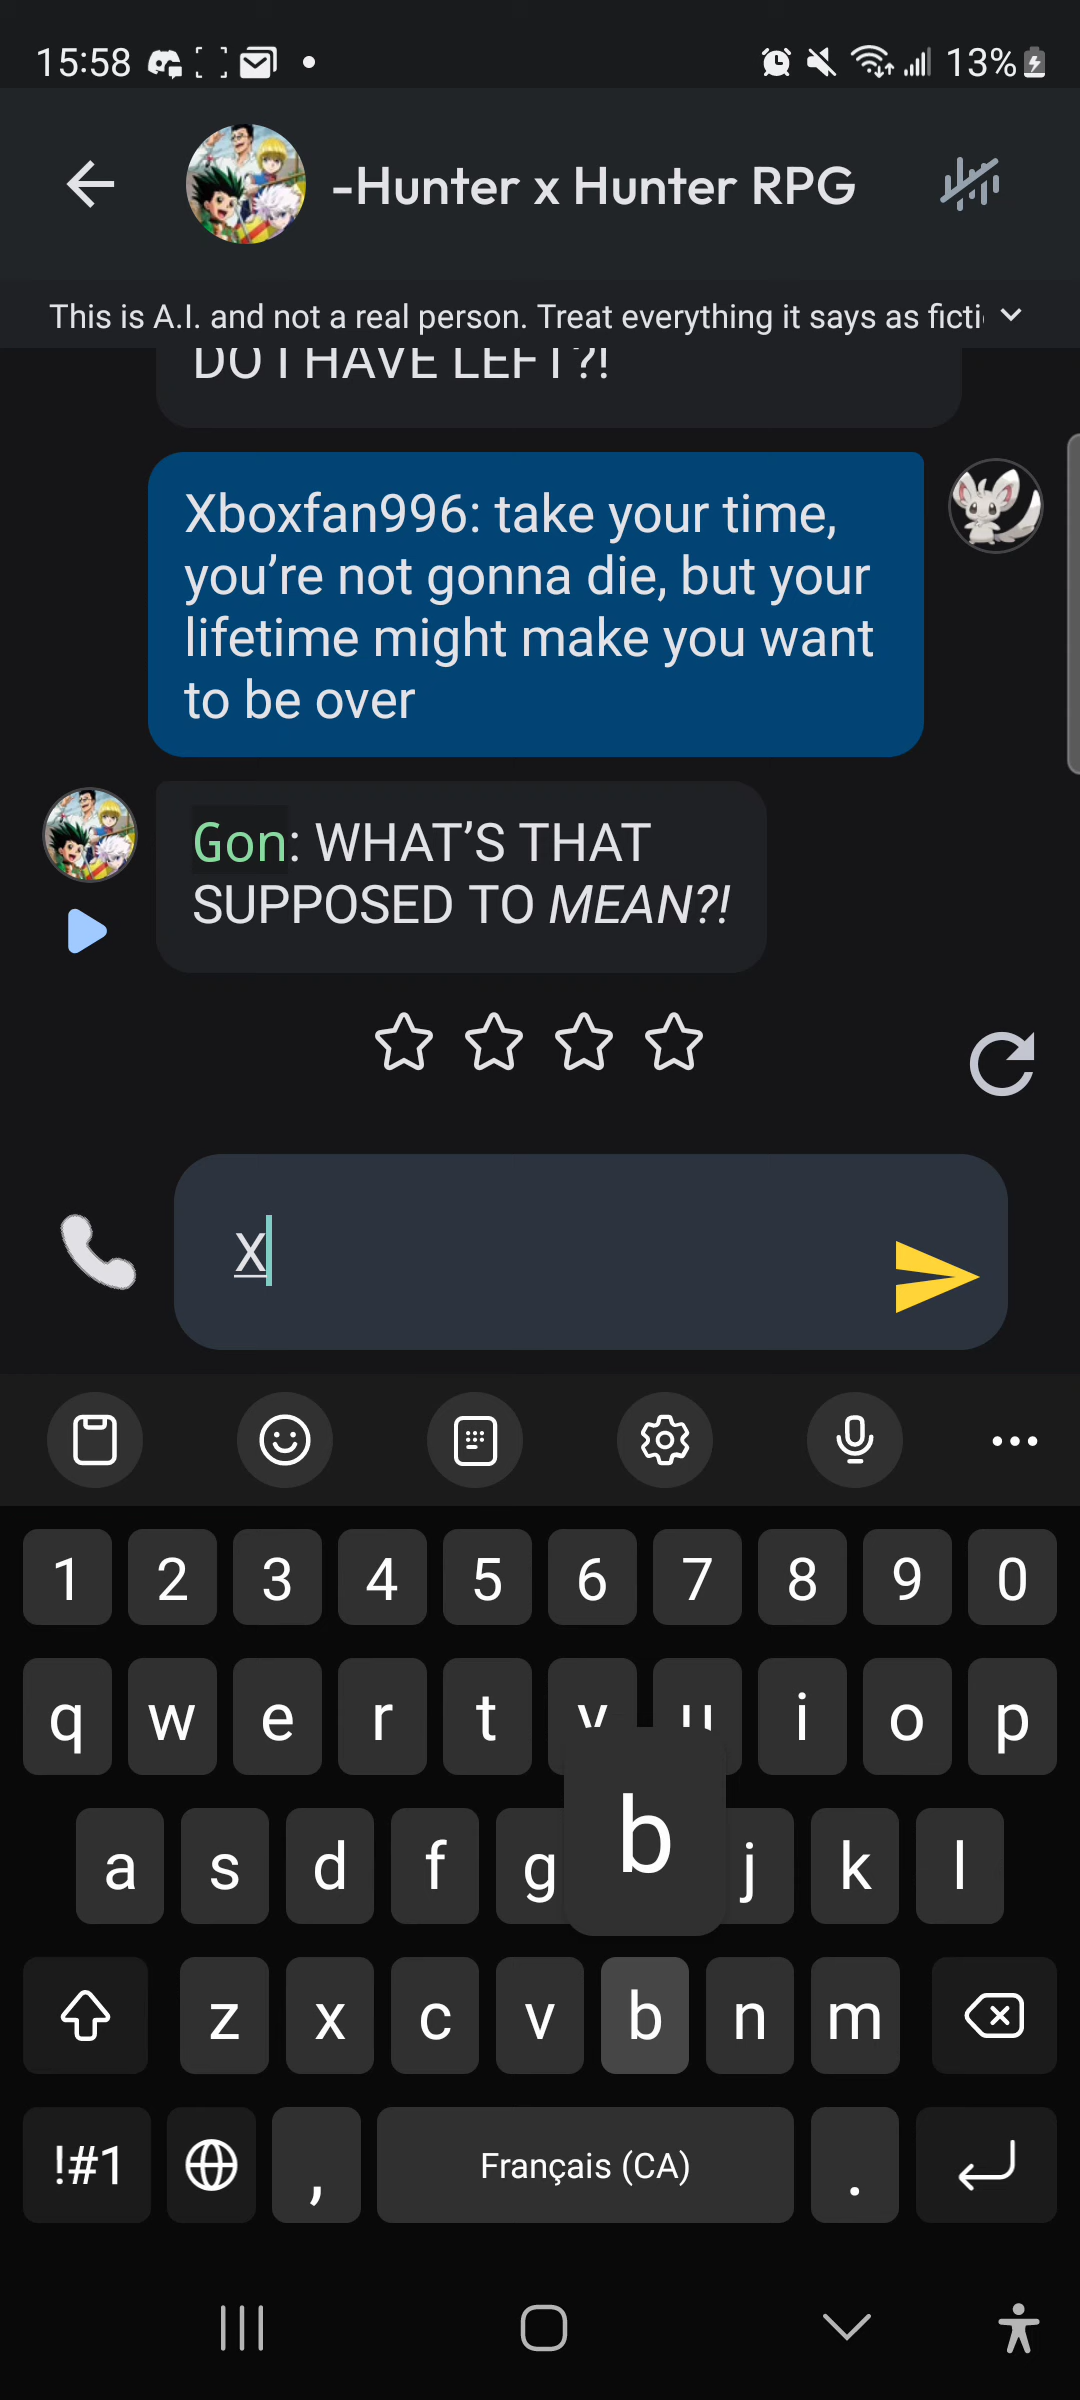 15:58
13%
-Hunter x Hunter RPG
This is A.I. and not a real person. Treat everything it says as ficti
DO I HAVE LEFT?!
Xboxfan996: take your time,
you’re not gonna die, but your
lifetime might make you want
to be over
Gon: WHAT’S THAT
SUPPOSED TO MEAN?!
X
1 2 3 4 5 6 7 8 9 0
q w e r t y u i o p
b
a s d f g j k l
z x c v b n m
!#1 , Français (CA) .